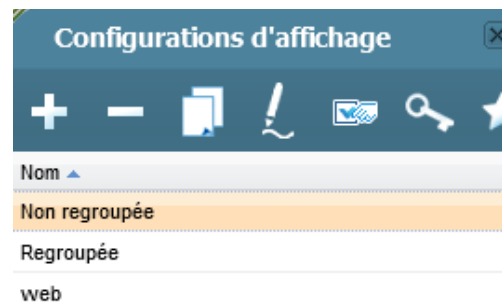 Configurations d'affichage
Nom
Non regroupée
Regroupée
web